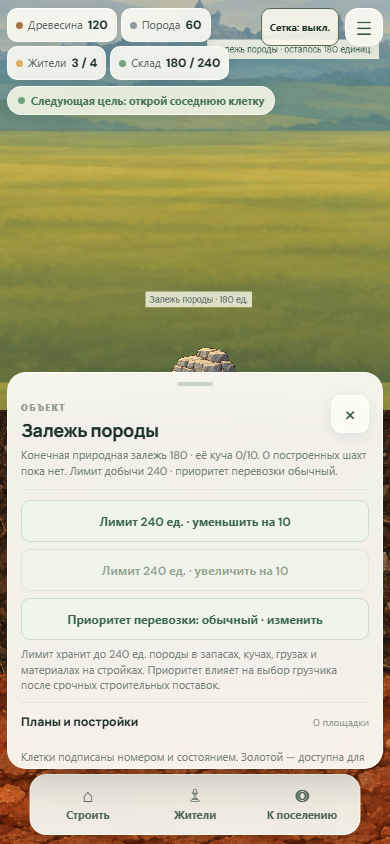 Древесина 120
Порода 60
Сетка: выкл.
лежь породы · осталось 180 единиц.
Жители 3 / 4
Склад 180 / 240
Следующая цель: открой соседнюю клетку
Залежь породы · 180 ед.
ОБЪЕКТ
Залежь породы
Конечная природная залежь 180 · её куча 0/10. 0 построенных шахт
пока нет. Лимит добычи 240 · приоритет перевозки обычный.
Лимит 240 ед. · уменьшить на 10
Лимит 240 ед. · увеличить на 10
Приоритет перевозки: обычный · изменить
Лимит хранит до 240 ед. породы в запасах, кучах, грузах и
материалах на стройках. Приоритет влияет на выбор грузчика
после срочных строительных поставок.
Планы и постройки
0 площадки
Клетки подписаны номером и состоянием. Золотой — доступна для
Строить
Жители
К поселению